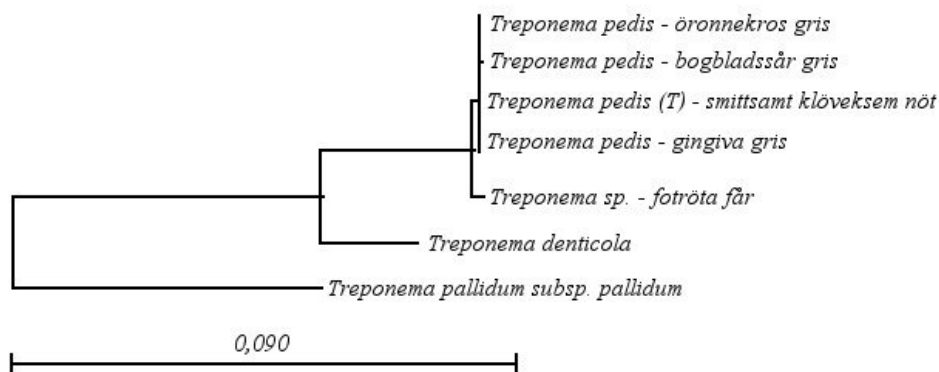 Treponema pedis - öronnekros gris
Treponema pedis - bogbladssår gris
Treponema pedis (T) - smittsamt klöveksem nöt
Treponema pedis - gingiva gris
Treponema sp. - fotröta får
Treponema denticola
Treponema pallidum subsp. pallidum
0,090